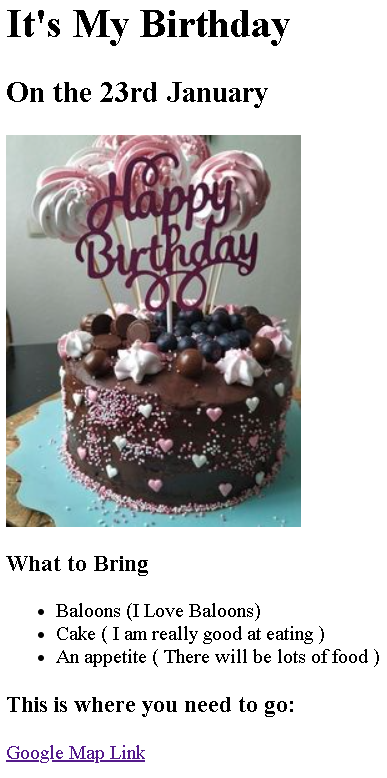 It's My Birthday
On the 23rd January
Happy
Birthday
What to Bring
Baloons (I Love Baloons)
Cake ( I am really good at eating )
An appetite ( There will be lots of food )
This is where you need to go:
Google Map Link